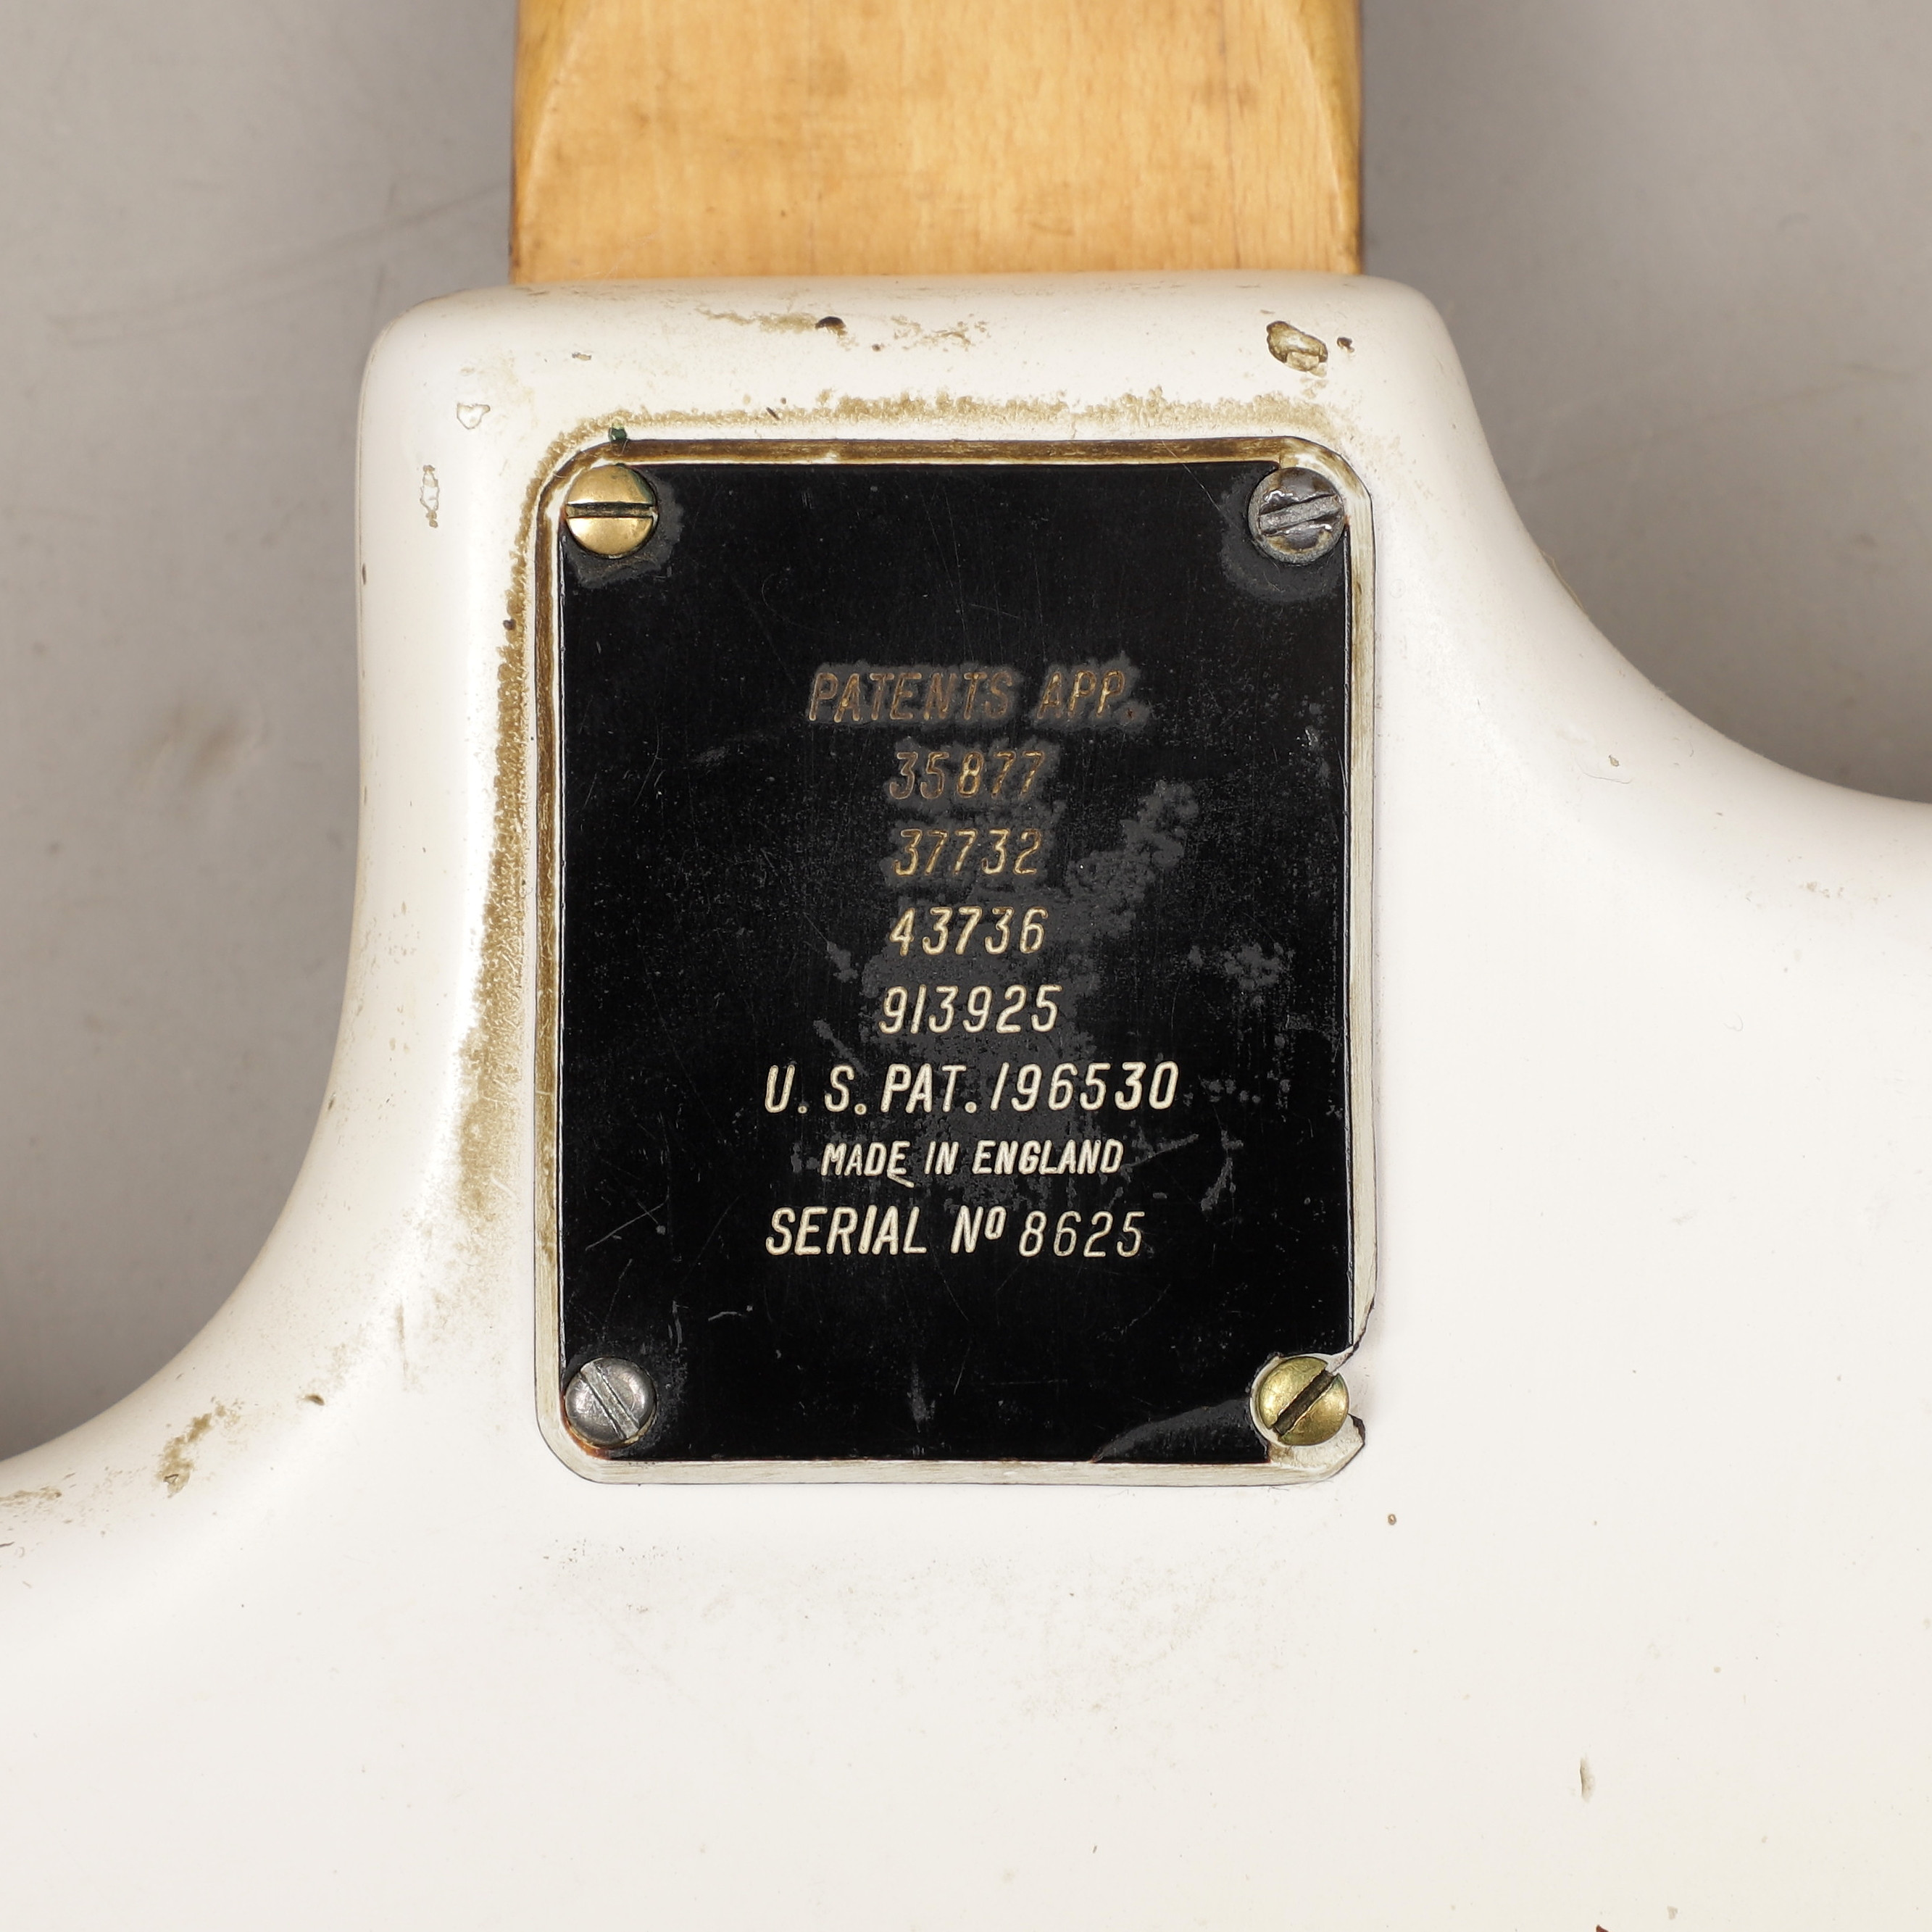 PATENTS APP.
35877
37732
43736
913925
U.S. PAT. 196530
MADE IN ENGLAND
SERIAL Nº 8625